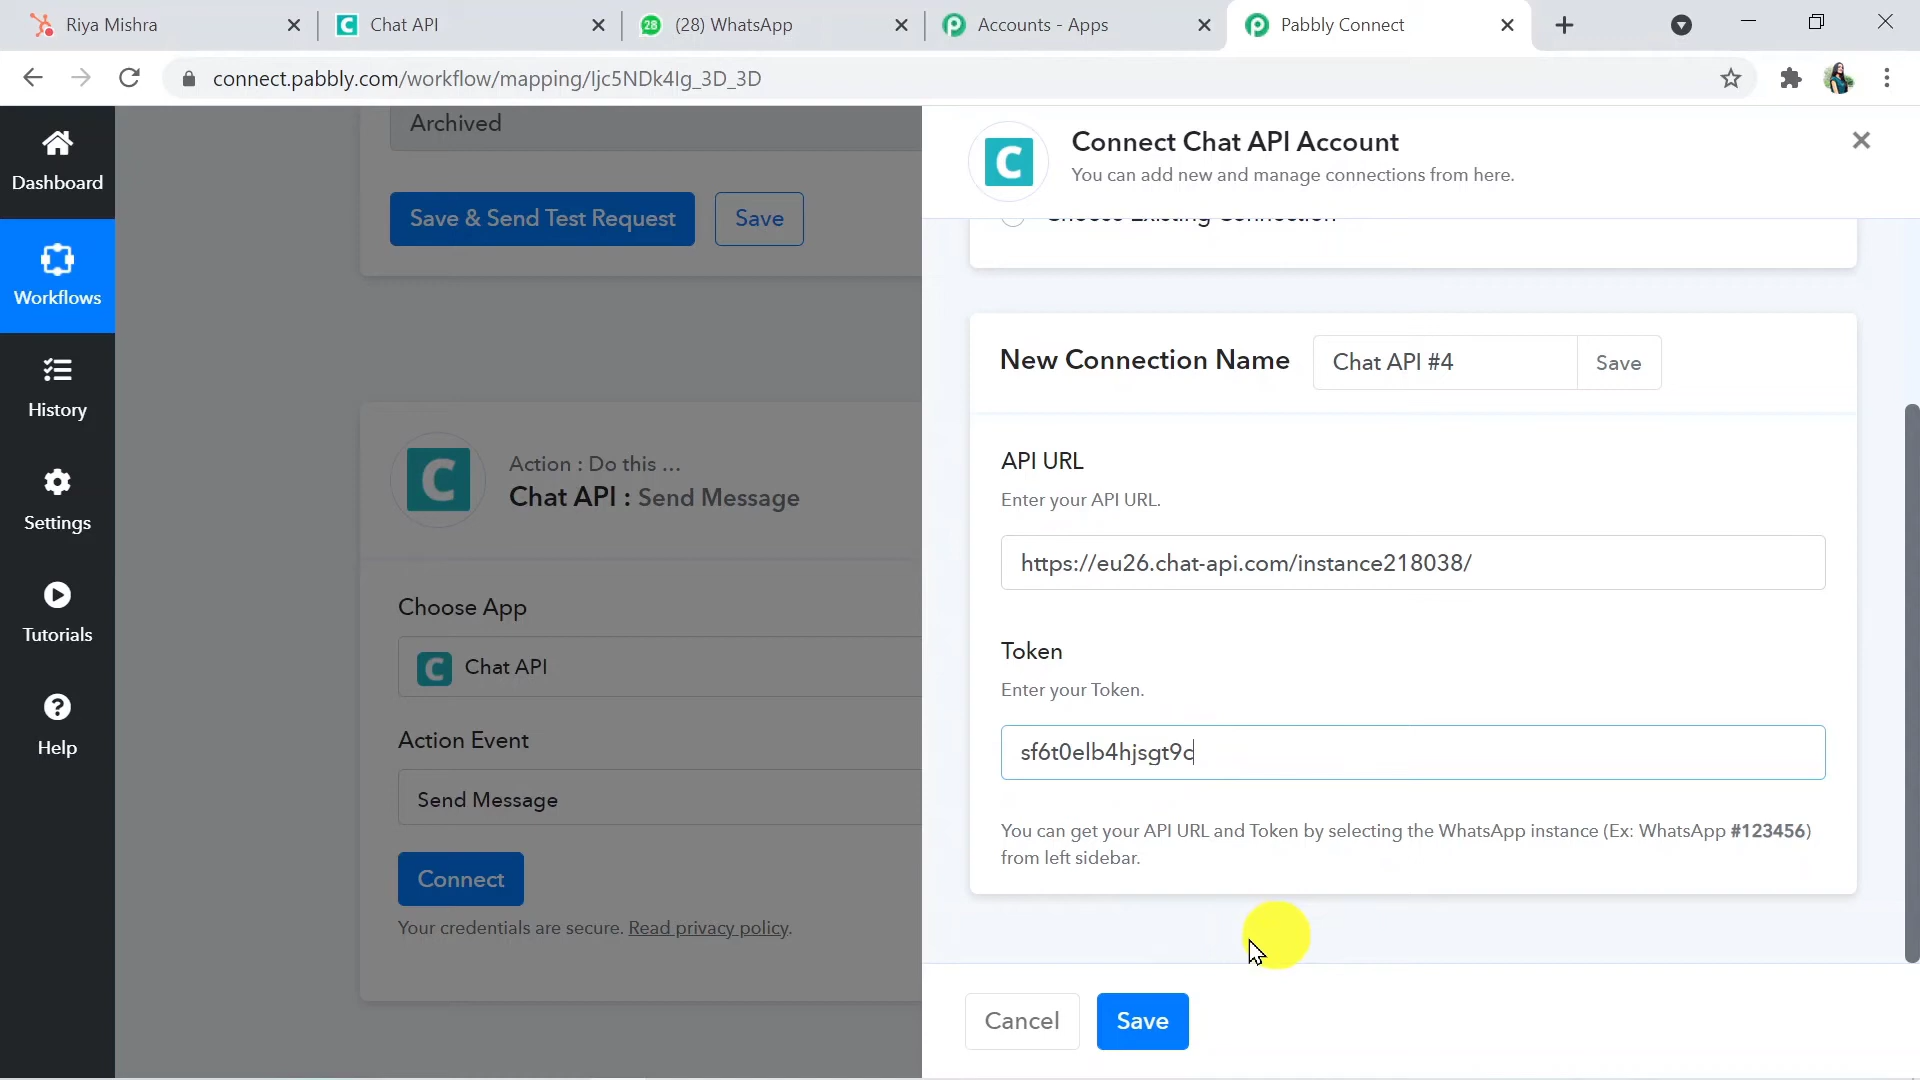 Riya Mishra
Chat API
(28) WhatsApp
Accounts - Apps
Pabbly Connect
connect.pabbly.com/workflow/mapping/Ijc5NDk4Ig_3D_3D
Dashboard
Workflows
History
Settings
Tutorials
Help
Archived
Save & Send Test Request
Save
Action : Do this ...
Chat API : Send Message
Choose App
Chat API
Action Event
Send Message
Connect
Your credentials are secure. Read privacy policy.
Connect Chat API Account
You can add new and manage connections from here.
Choose Existing Connection
New Connection Name
Chat API #4
Save
API URL
Enter your API URL.
https://eu26.chat-api.com/instance218038/
Token
Enter your Token.
sf6t0elb4hjsgt9c
You can get your API URL and Token by selecting the WhatsApp instance (Ex: WhatsApp #123456)
from left sidebar.
Cancel
Save